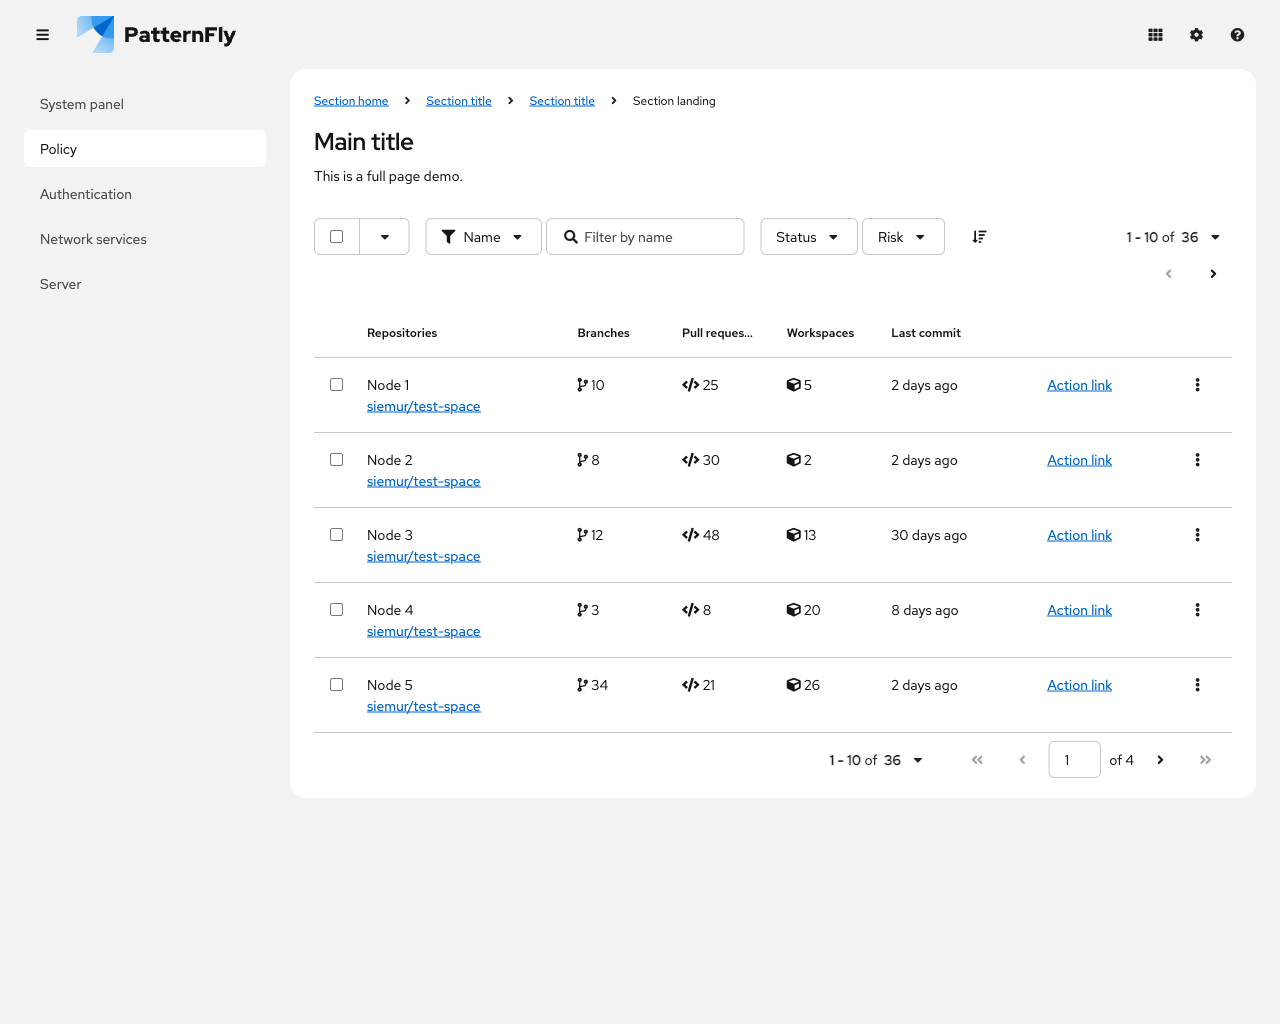 PatternFly
System panel
Policy
Authentication
Network services
Server
Section home Section title Section title Section landing
Main title
This is a full page demo.
Name Filter by name Status Risk 1 - 10 of 36
Repositories Branches Pull reques... Workspaces Last commit
Node 1 10 25 5 2 days ago Action link
siemur/test-space
Node 2 8 30 2 2 days ago Action link
siemur/test-space
Node 3 12 48 13 30 days ago Action link
siemur/test-space
Node 4 3 8 20 8 days ago Action link
siemur/test-space
Node 5 34 21 26 2 days ago Action link
siemur/test-space
1 - 10 of 36 1 of 4